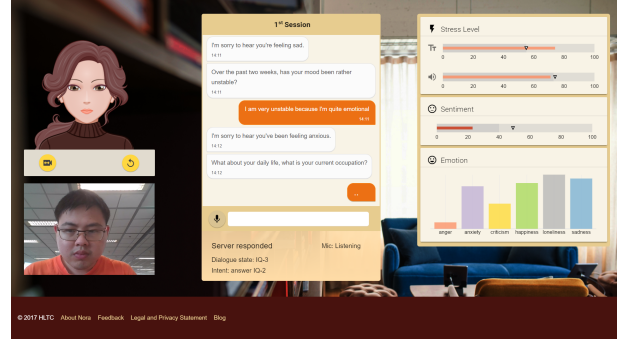 1st Session
I'm sorry to hear you're feeling sad.
14:11
Over the past two weeks, has your mood been rather
unstable?
14:11
I am very unstable because I'm quite emotional
14:11
I'm sorry to hear you've been feeling anxious.
14:12
What about your daily life, what is your current occupation?
14:12
..
Server responded
Mic: Listening
Dialogue state: IQ-3
Intent: answer IQ-2
Stress Level
TT
0 20 40 60 80 100
0 20 40 60 80 100
Sentiment
0 20 40 60 80 100
Emotion
anger anxiety criticism happiness loneliness sadness
© 2017 HLTC About Nora Feedback Legal and Privacy Statement Blog